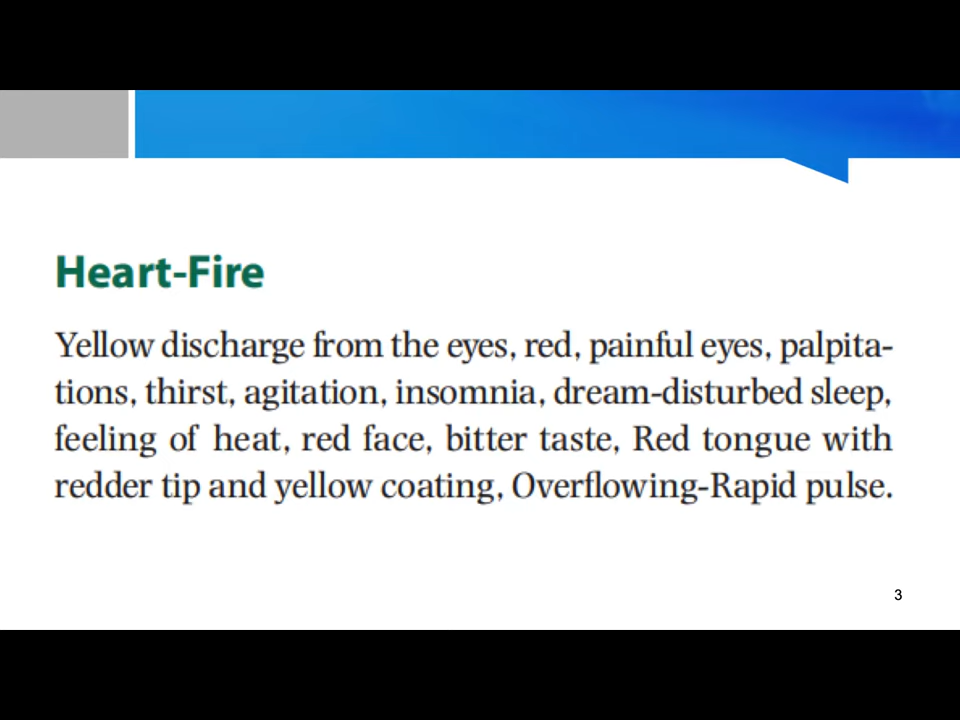 Heart-Fire
Yellow discharge from the eyes, red, painful eyes, palpita-
tions, thirst, agitation, insomnia, dream-disturbed sleep,
feeling of heat, red face, bitter taste, Red tongue with
redder tip and yellow coating, Overflowing-Rapid pulse.
3